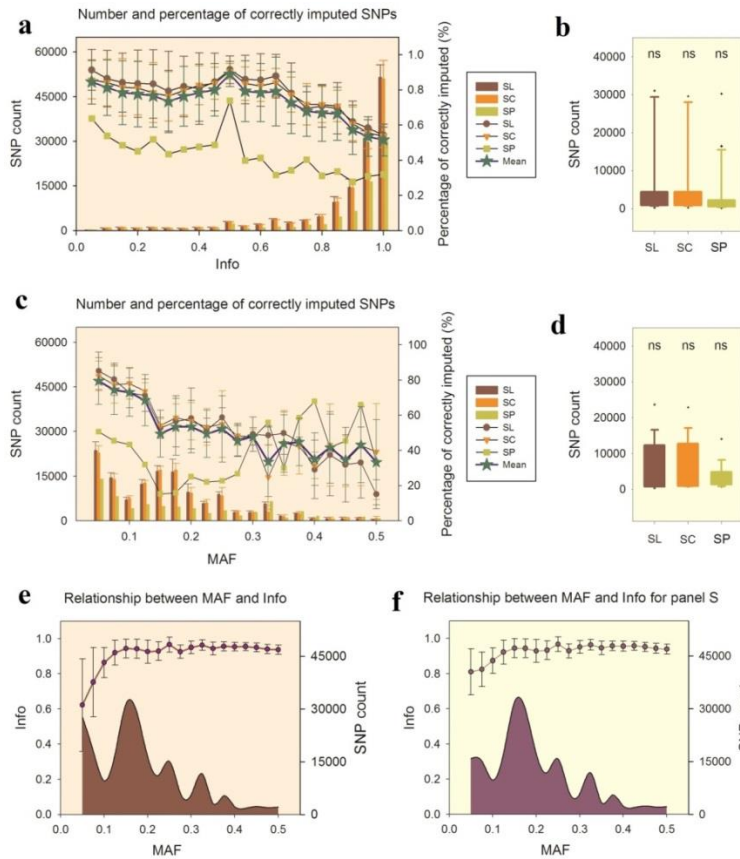 a
Number and percentage of correctly imputed SNPs
60000
45000
30000
15000
0
SNP count
1.0
0.8
0.6
0.4
0.2
0.0
Percentage of correctly imputed (%)
0.0 0.2 0.4 0.6 0.8 1.0
Info
SL
SC
SP
SL
SC
SP
Mean
b
ns ns ns
40000
30000
20000
10000
0
SNP count
SL SC SP
c
Number and percentage of correctly imputed SNPs
60000
45000
30000
15000
0
SNP count
100
80
60
40
20
0
Percentage of correctly imputed (%)
0.1 0.2 0.3 0.4 0.5
MAF
SL
SC
SP
SL
SC
SP
Mean
d
ns ns ns
40000
30000
20000
10000
0
SNP count
SL SC SP
e
Relationship between MAF and Info
1.0
0.8
0.6
0.4
0.2
0.0
Info
45000
30000
15000
0
SNP count
0.0 0.1 0.2 0.3 0.4 0.5
MAF
f
Relationship between MAF and Info for panel S
1.0
0.8
0.6
0.4
0.2
0.0
Info
45000
30000
15000
0
0.0 0.1 0.2 0.3 0.4 0.5
MAF